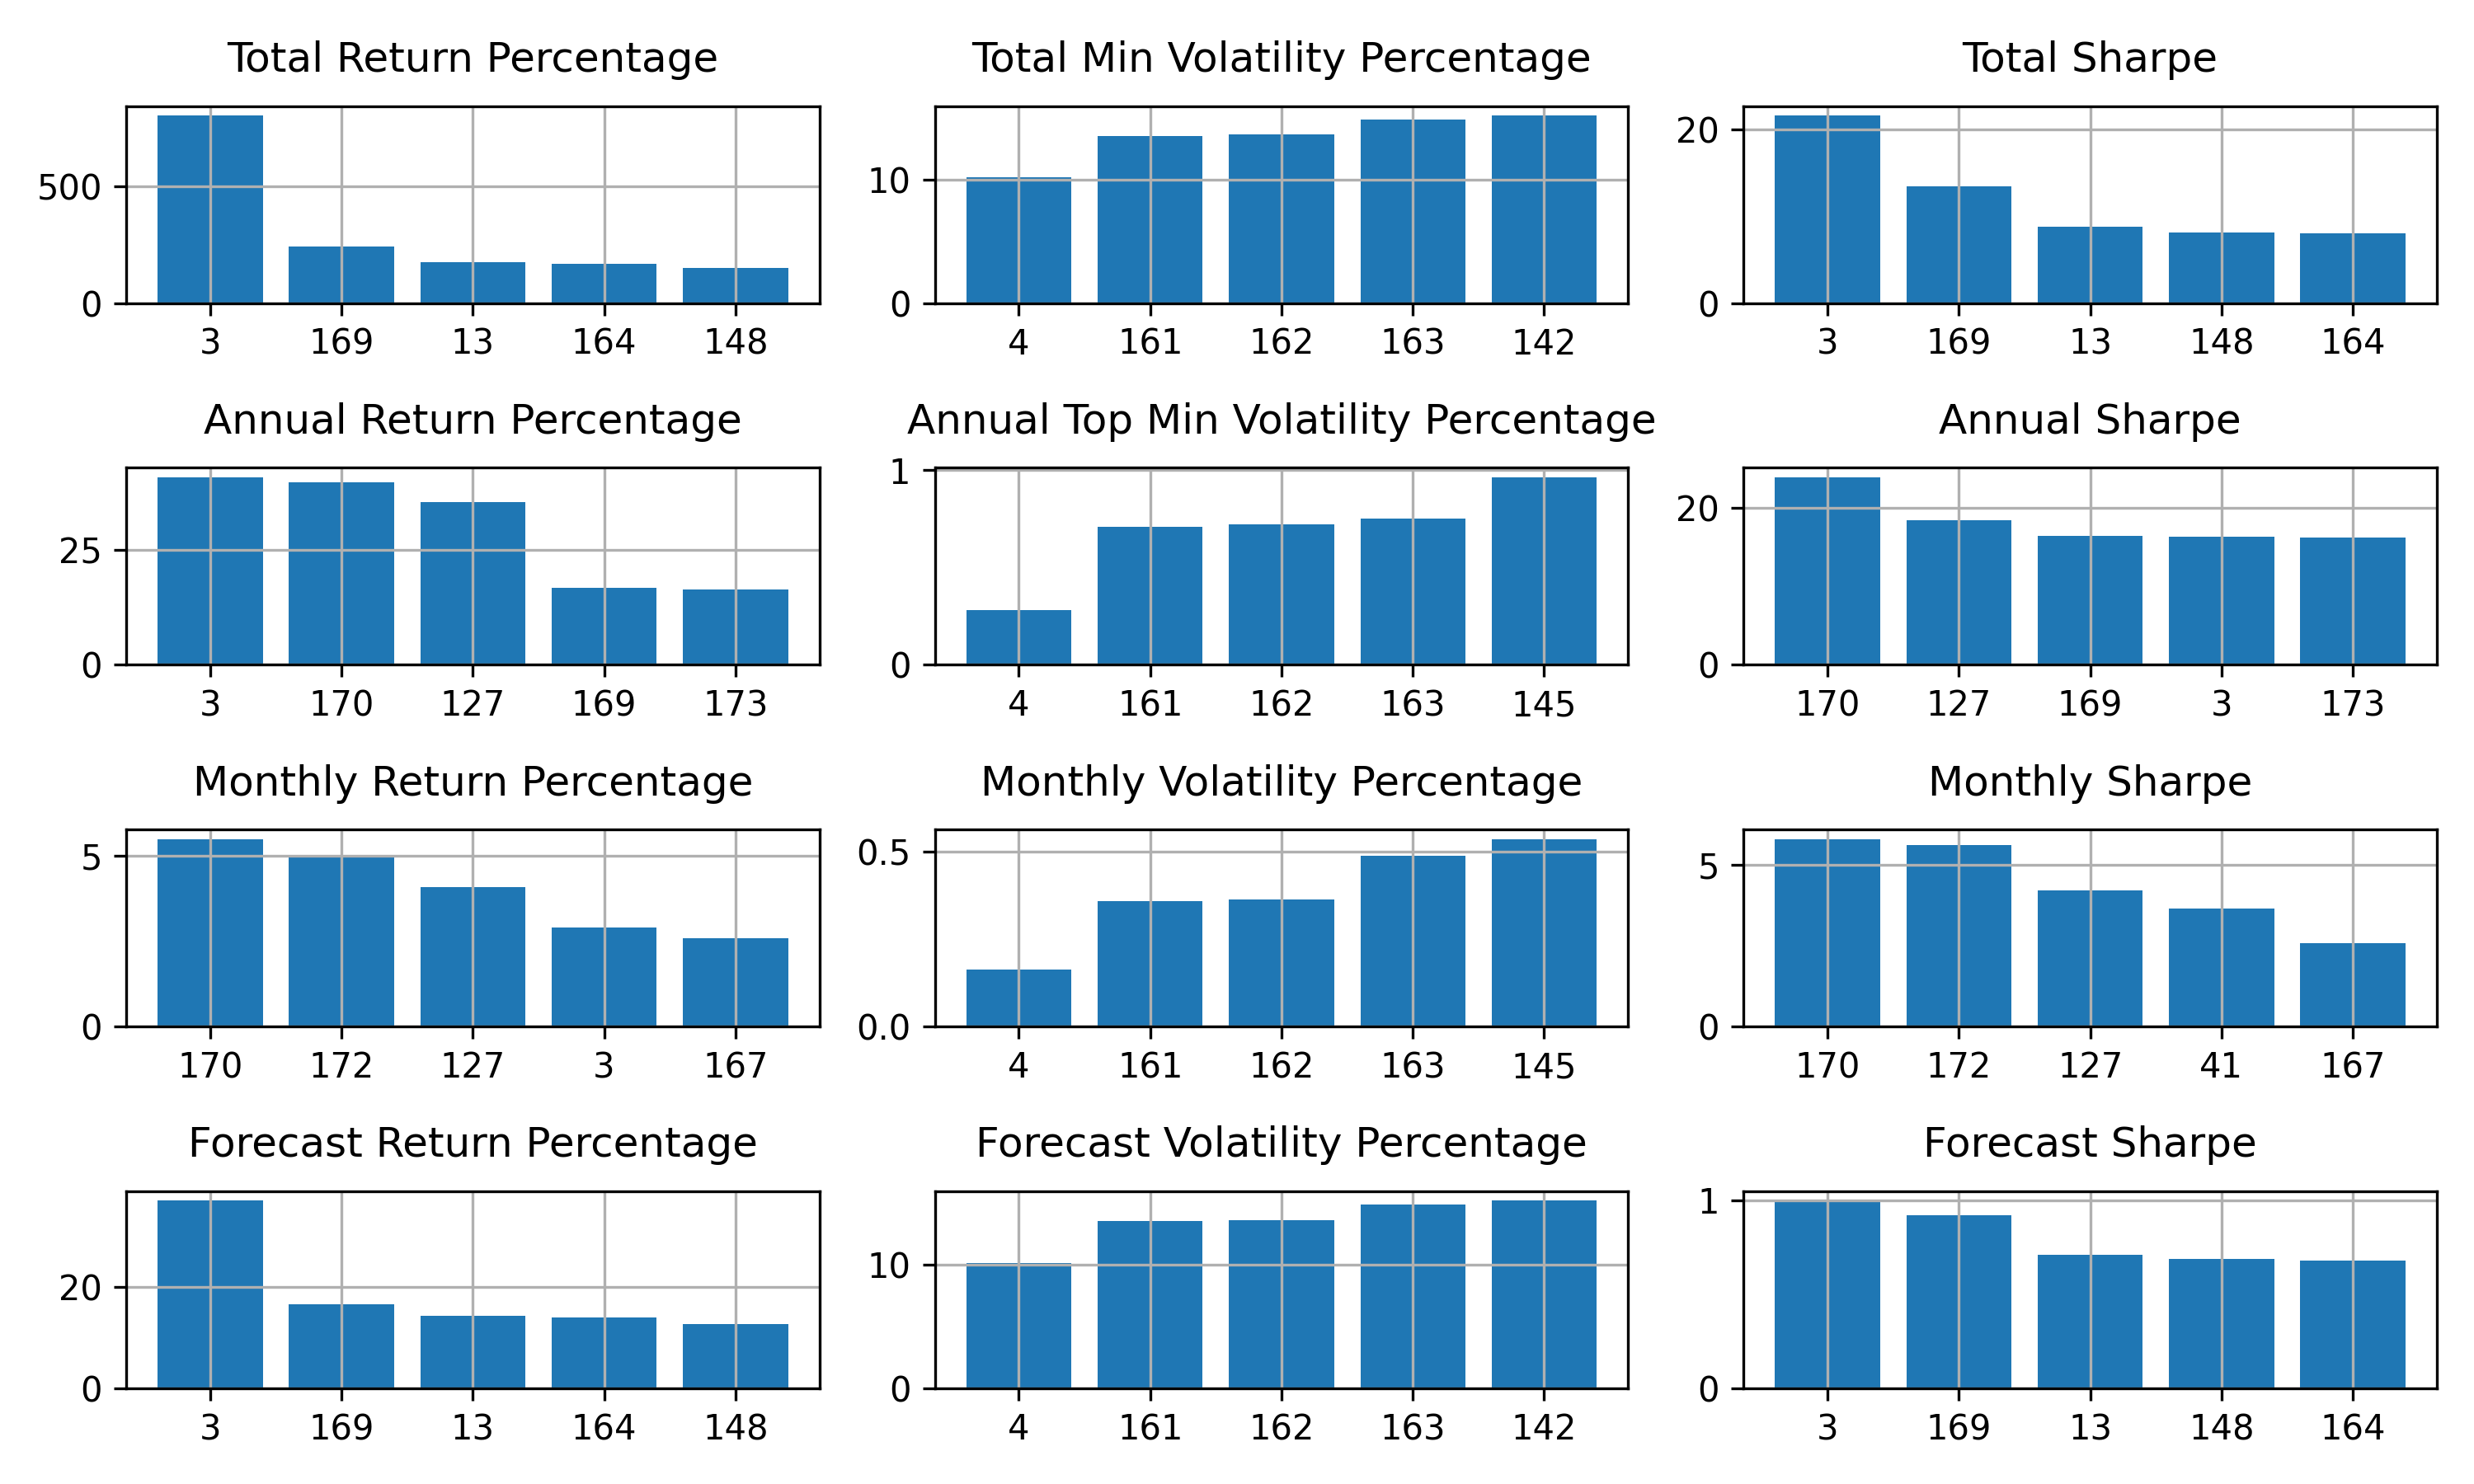 Total Return Percentage
500
0
3 169 13 164 148
Total Min Volatility Percentage
10
0
4 161 162 163 142
Total Sharpe
20
0
3 169 13 148 164
Annual Return Percentage
25
0
3 170 127 169 173
Annual Top Min Volatility Percentage
1
0
4 161 162 163 145
Annual Sharpe
20
0
170 127 169 3 173
Monthly Return Percentage
5
0
170 172 127 3 167
Monthly Volatility Percentage
0.5
0.0
4 161 162 163 145
Monthly Sharpe
5
0
170 172 127 41 167
Forecast Return Percentage
20
0
3 169 13 164 148
Forecast Volatility Percentage
10
0
4 161 162 163 142
Forecast Sharpe
1
0
3 169 13 148 164